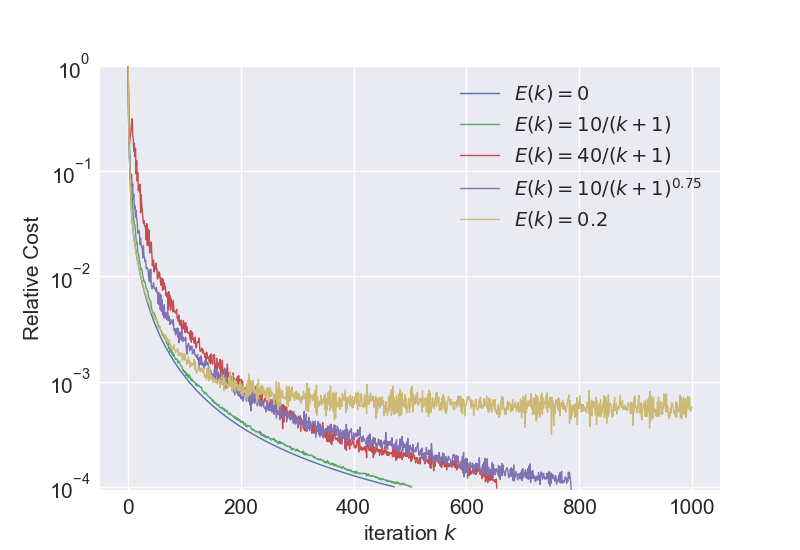 10^0
10^{-1}
10^{-2}
10^{-3}
10^{-4}
Relative Cost
E(k) = 0
E(k) = 10/(k + 1)
E(k) = 40/(k + 1)
E(k) = 10/(k + 1)^{0.75}
E(k) = 0.2
0 200 400 600 800 1000
iteration k